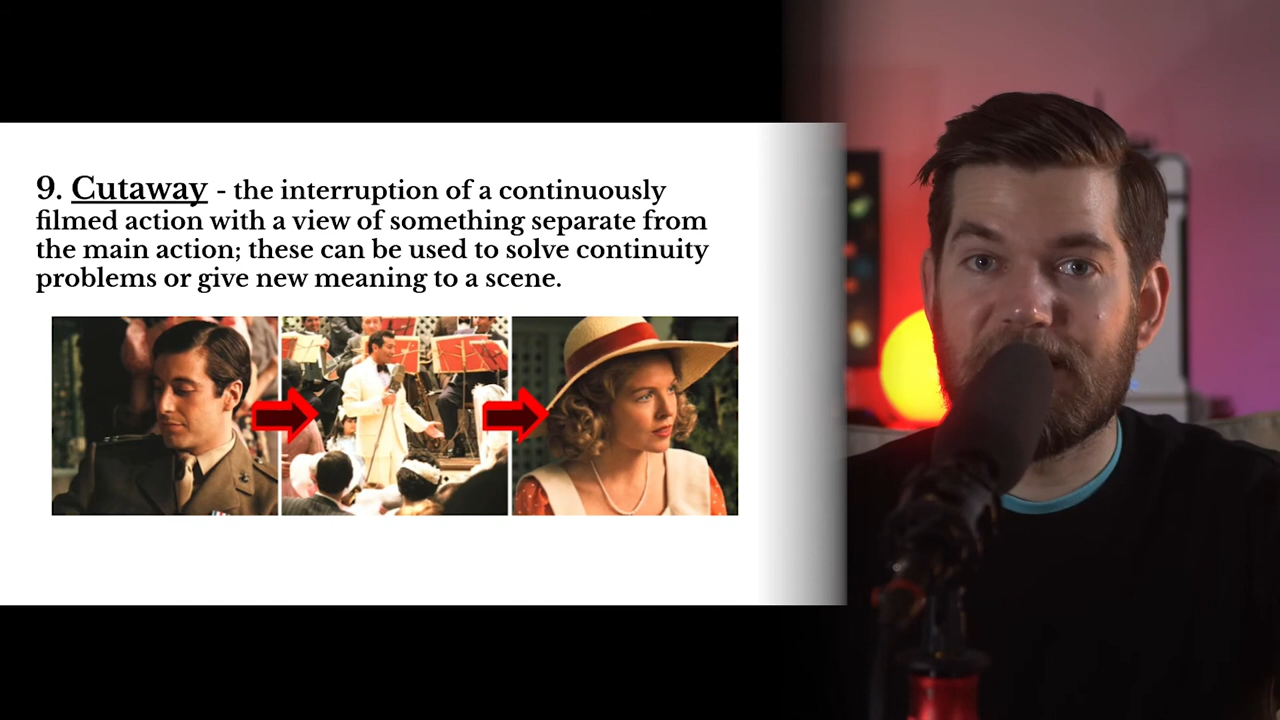 9. Cutaway - the interruption of a continuously
filmed action with a view of something separate from
the main action; these can be used to solve continuity
problems or give new meaning to a scene.